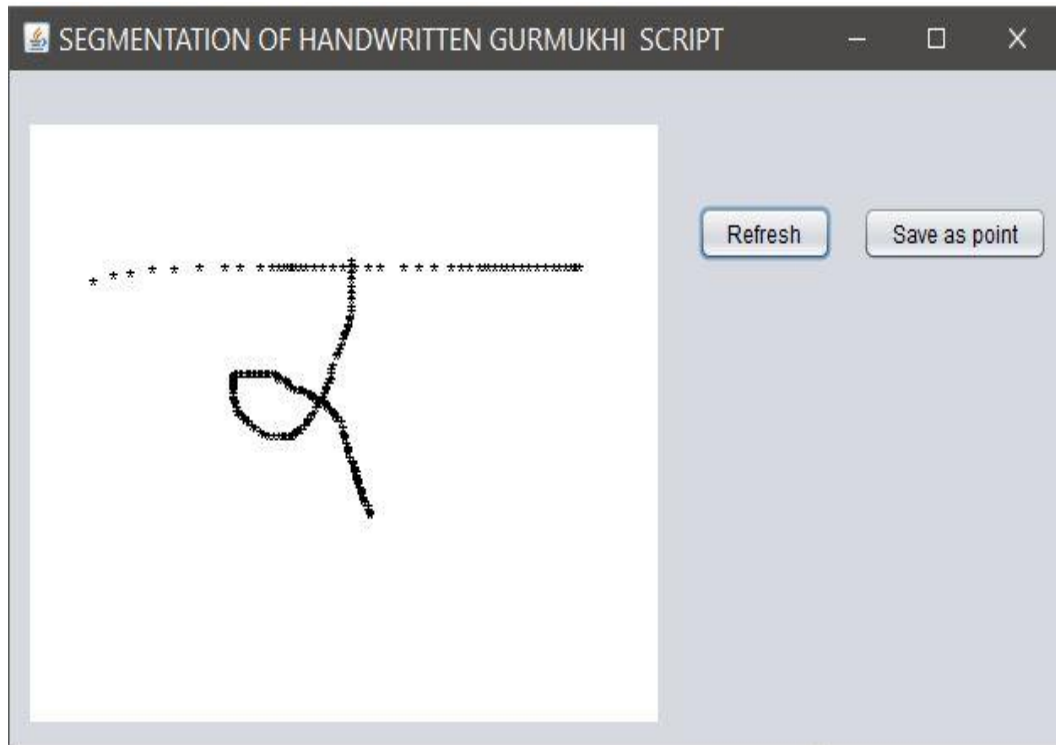 SEGMENTATION OF HANDWRITTEN GURMUKHI SCRIPT
Refresh Save as point